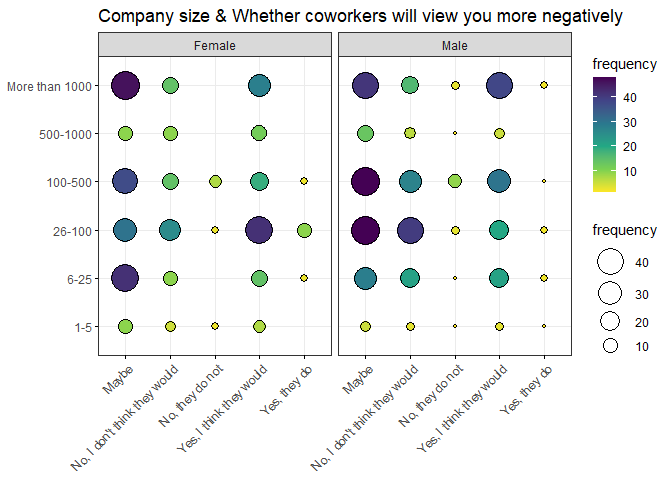 Company size & Whether coworkers will view you more negatively
Female
Male
More than 1000
500-1000
100-500
26-100
6-25
1-5
Maybe
No, I don't think they would
No, they do not
Yes, I think they would
Yes, they do
Maybe
No, I don't think they would
No, they do not
Yes, I think they would
Yes, they do
frequency
40
30
20
10
frequency
40
30
20
10